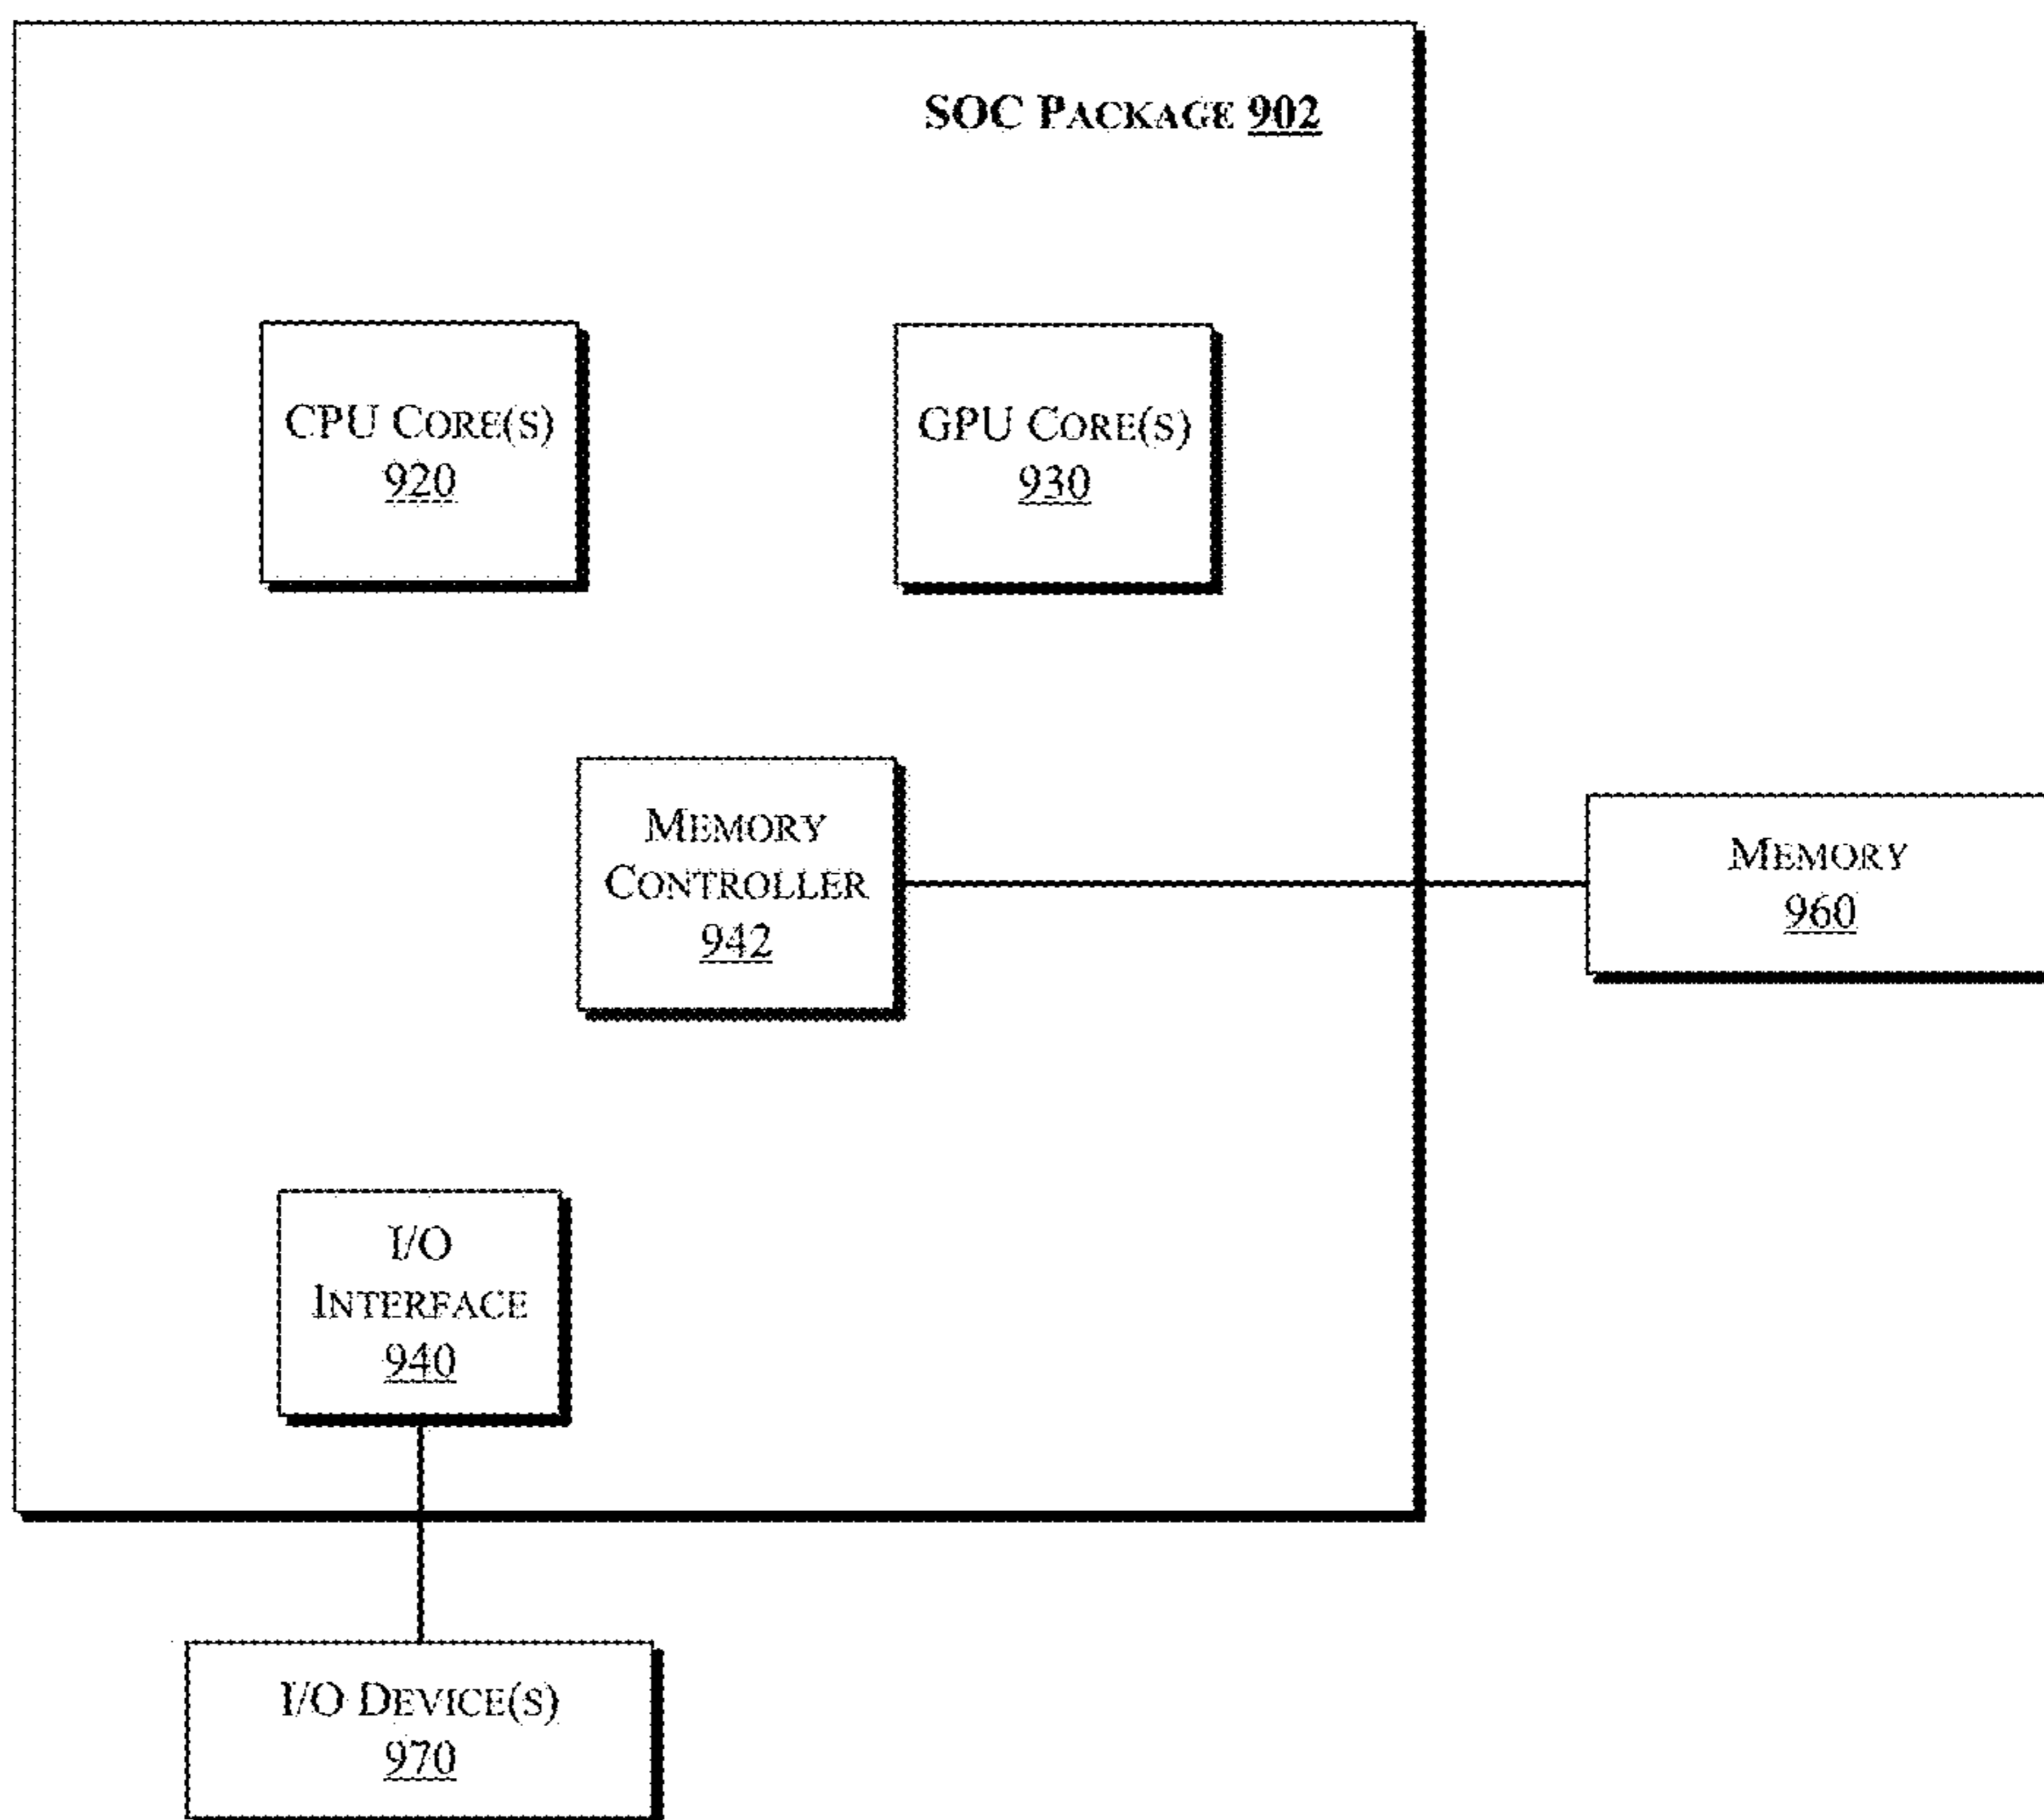 SOC PACKAGE 902
CPU CORE(S)
920
GPU CORE(S)
930
MEMORY
CONTROLLER
942
MEMORY
960
I/O
INTERFACE
940
I/O DEVICE(S)
970